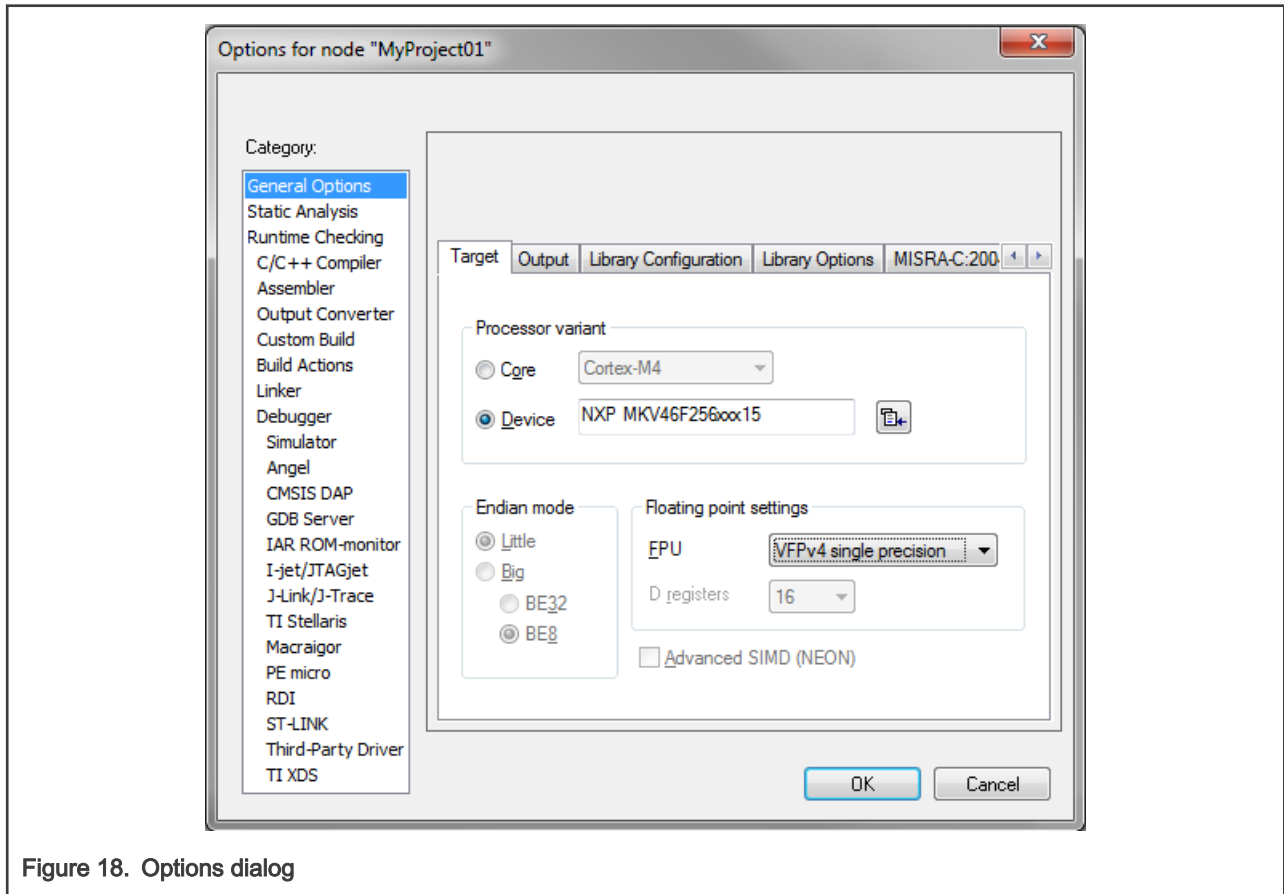 Options for node "MyProject01"
Category:
General Options
Static Analysis
Runtime Checking
C/C++ Compiler
Assembler
Output Converter
Custom Build
Build Actions
Linker
Debugger
Simulator
Angel
CMSIS DAP
GDB Server
IAR ROM-monitor
I-jet/JTAGjet
J-Link/J-Trace
TI Stellaris
Macraigor
PE micro
RDI
ST-LINK
Third-Party Driver
TI XDS
Target Output Library Configuration Library Options MISRA-C:200
Processor variant
Core Cortex-M4
Device NXP MKV46F256xxx15
Endian mode
Little
Big
BE32
BE8
Floating point settings
FPU VFPv4 single precision
D registers 16
Advanced SIMD (NEON)
OK Cancel
Figure 18. Options dialog